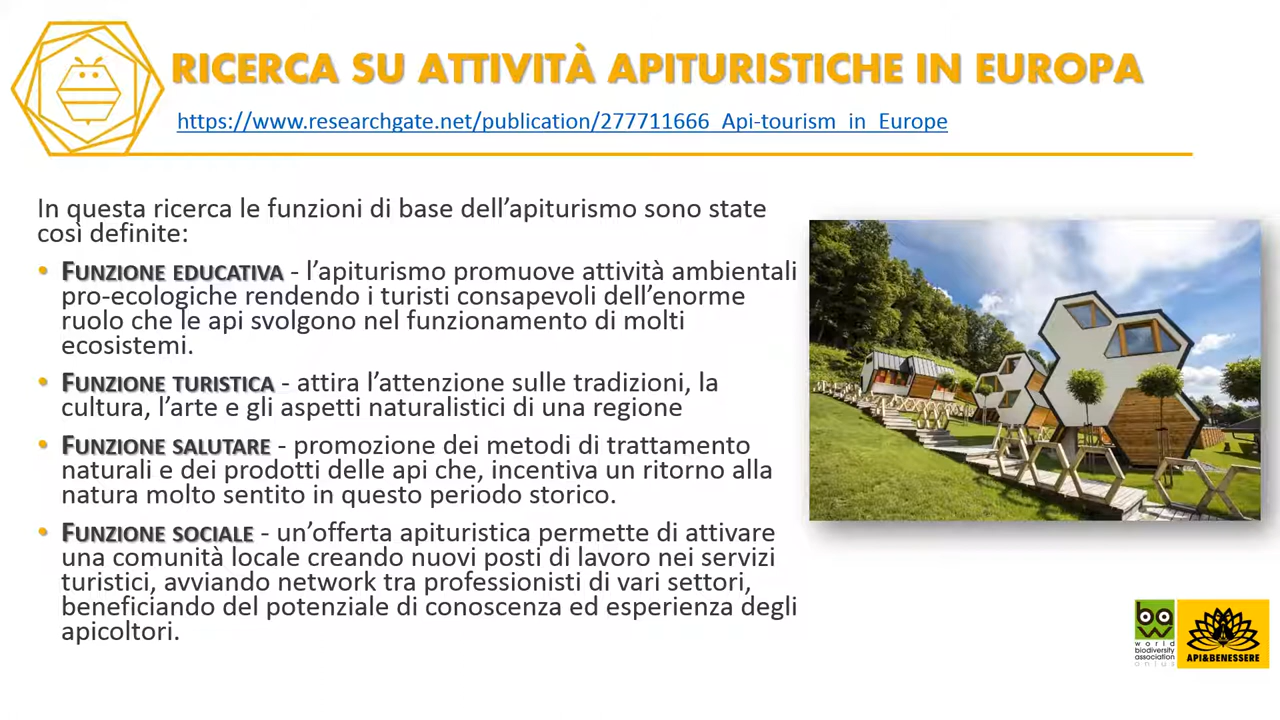 RICERCA SU ATTIVITÀ APITURISTICHE IN EUROPA
https://www.researchgate.net/publication/277711666_Api-tourism_in_Europe
In questa ricerca le funzioni di base dell’apiturismo sono state
così definite:
• FUNZIONE EDUCATIVA - l’apiturismo promuove attività ambientali
pro-ecologiche rendendo i turisti consapevoli dell’enorme
ruolo che le api svolgono nel funzionamento di molti
ecosistemi.
• FUNZIONE TURISTICA - attira l’attenzione sulle tradizioni, la
cultura, l’arte e gli aspetti naturalistici di una regione
• FUNZIONE SALUTARE - promozione dei metodi di trattamento
naturali e dei prodotti delle api che, incentiva un ritorno alla
natura molto sentito in questo periodo storico.
• FUNZIONE SOCIALE - un’offerta apituristica permette di attivare
una comunità locale creando nuovi posti di lavoro nei servizi
turistici, avviando network tra professionisti di vari settori,
beneficiando del potenziale di conoscenza ed esperienza degli
apicoltori.
world
biodiversity
association
onlus
API&BENESSERE